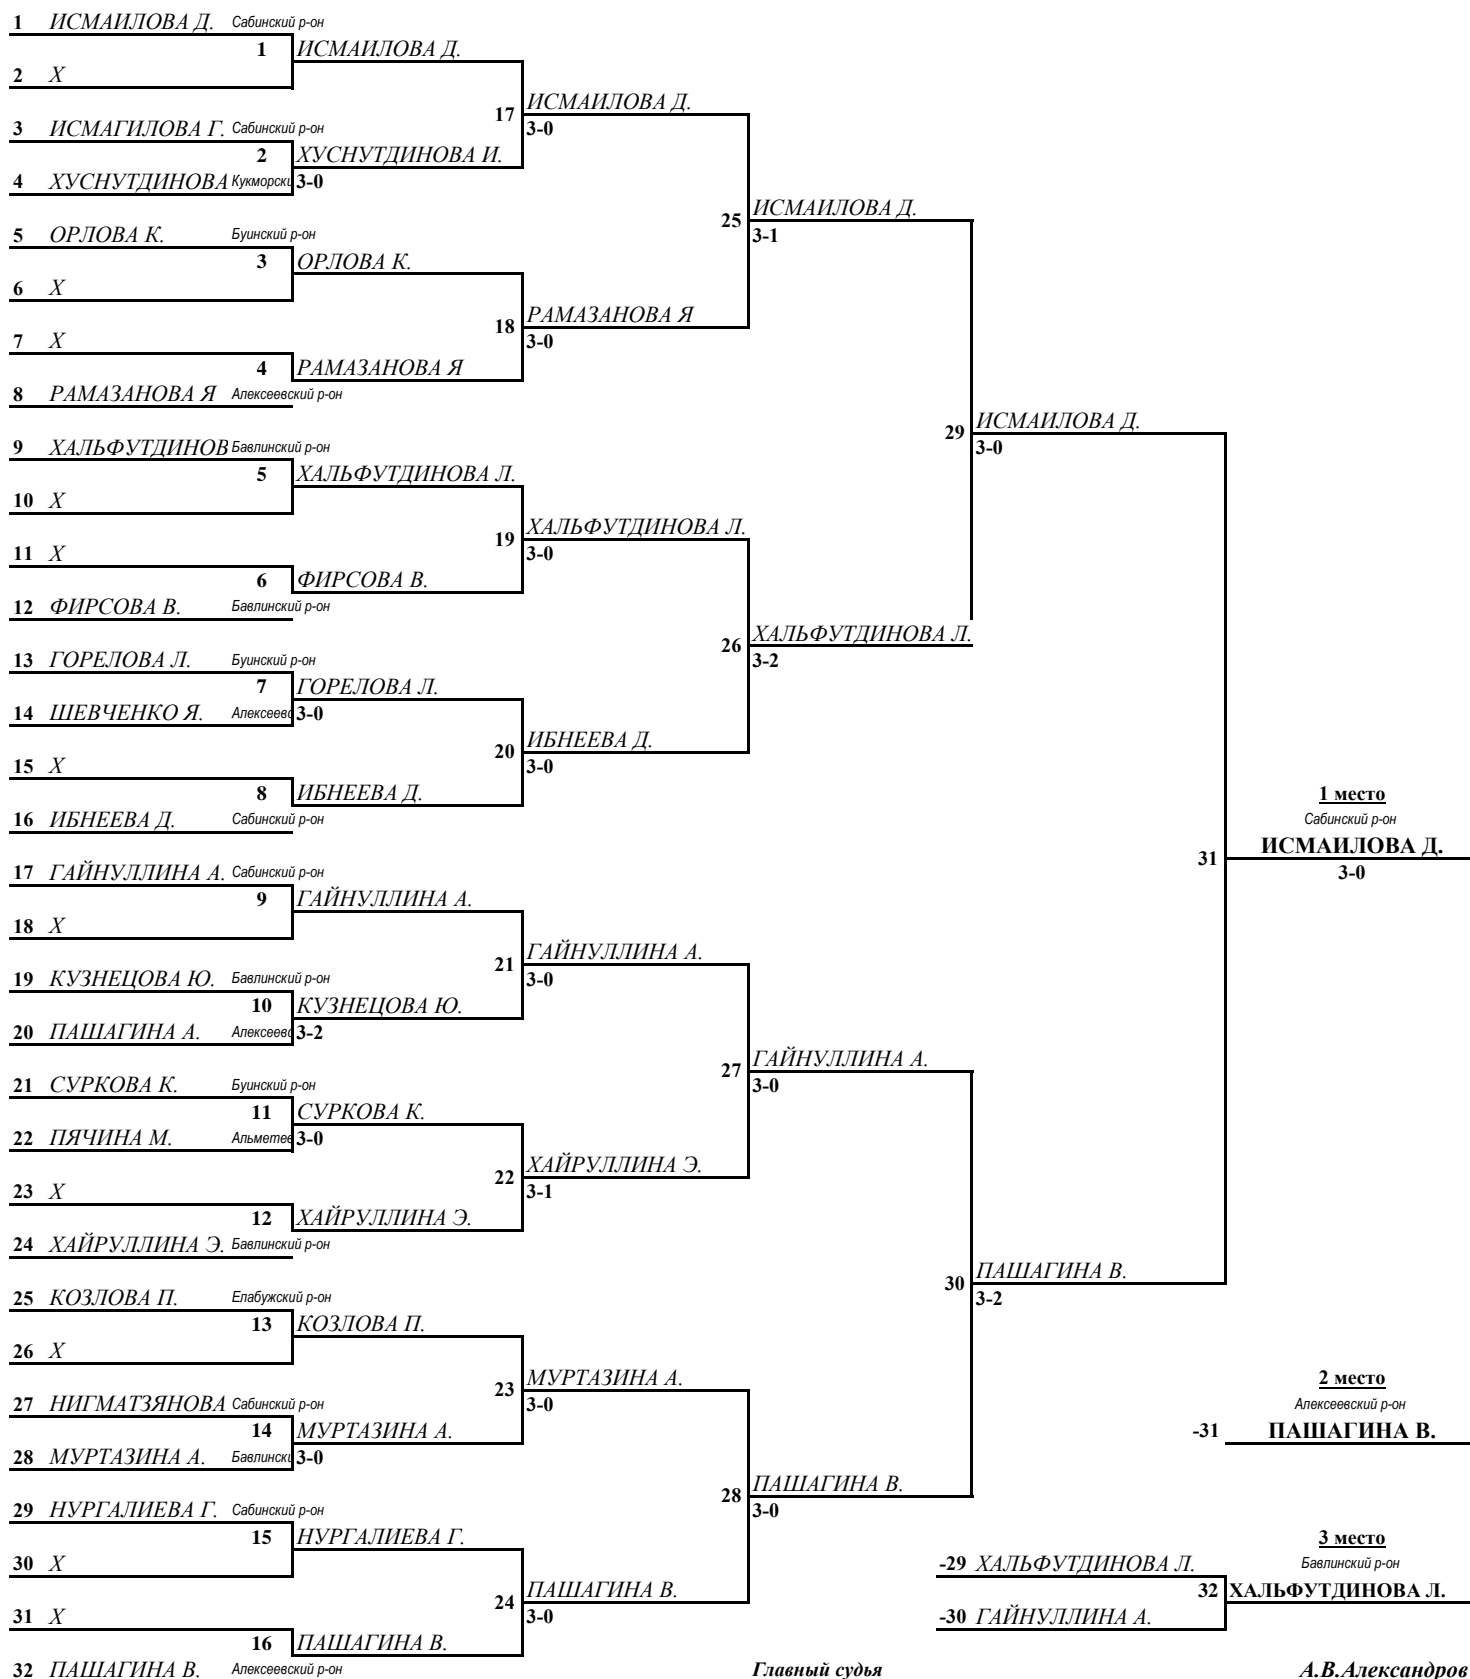 1 ИСМАИЛОВА Д. Сабинский р-он
1 ИСМАИЛОВА Д.
2 X
17 ИСМАИЛОВА Д.
3-0
3 ИСМАГИЛОВА Г. Сабинский р-он
2 ХУСНУТДИНОВА И.
4 ХУСНУТДИНОВА Кукморски 3-0
25 ИСМАИЛОВА Д.
3-1
5 ОРЛОВА К. Буинский р-он
3 ОРЛОВА К.
6 X
18 РАМАЗАНОВА Я
3-0
7 X
4 РАМАЗАНОВА Я
8 РАМАЗАНОВА Я Алексеевский р-он
29 ИСМАИЛОВА Д.
3-0
9 ХАЛЬФУТДИНОВ Бавлинский р-он
5 ХАЛЬФУТДИНОВА Л.
10 X
19 ХАЛЬФУТДИНОВА Л.
3-0
11 X
6 ФИРСОВА В.
12 ФИРСОВА В. Бавлинский р-он
26 ХАЛЬФУТДИНОВА Л.
3-2
13 ГОРЕЛОВА Л. Буинский р-он
7 ГОРЕЛОВА Л.
14 ШЕВЧЕНКО Я. Алексеевс 3-0
20 ИБНЕЕВА Д.
3-0
15 X
8 ИБНЕЕВА Д.
16 ИБНЕЕВА Д. Сабинский р-он
1 место
Сабинский р-он
31 ИСМАИЛОВА Д.
3-0
17 ГАЙНУЛЛИНА А. Сабинский р-он
9 ГАЙНУЛЛИНА А.
18 X
21 ГАЙНУЛЛИНА А.
3-0
19 КУЗНЕЦОВА Ю. Бавлинский р-он
10 КУЗНЕЦОВА Ю.
20 ПАШАГИНА А. Алексеевс 3-2
27 ГАЙНУЛЛИНА А.
3-0
21 СУРКОВА К. Буинский р-он
11 СУРКОВА К.
22 ПЯЧИНА М. Альметев 3-0
22 ХАЙРУЛЛИНА Э.
3-1
23 X
12 ХАЙРУЛЛИНА Э.
24 ХАЙРУЛЛИНА Э. Бавлинский р-он
30 ПАШАГИНА В.
3-2
25 КОЗЛОВА П. Елабужский р-он
13 КОЗЛОВА П.
26 X
23 МУРТАЗИНА А.
3-0
27 НИГМАТЗЯНОВА Сабинский р-он
14 МУРТАЗИНА А.
28 МУРТАЗИНА А. Бавлински 3-0
2 место
Алексеевский р-он
-31 ПАШАГИНА В.
28 ПАШАГИНА В.
3-0
29 НУРГАЛИЕВА Г. Сабинский р-он
15 НУРГАЛИЕВА Г.
30 X
24 ПАШАГИНА В.
3-0
31 X
16 ПАШАГИНА В.
32 ПАШАГИНА В. Алексеевский р-он
3 место
Бавлинский р-он
-29 ХАЛЬФУТДИНОВА Л.
32 ХАЛЬФУТДИНОВА Л.
-30 ГАЙНУЛЛИНА А.
Главный судья А.В.Александров